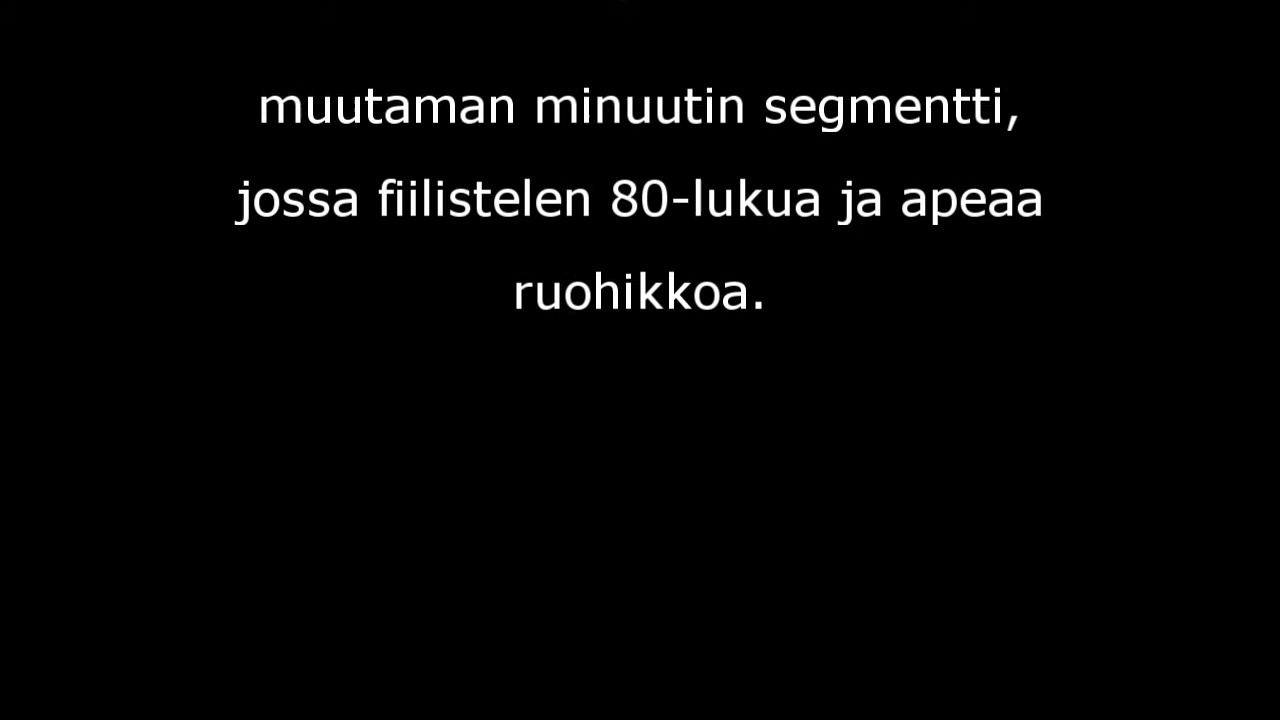 muutaman minuutin segmentti,
jossa fiilistelen 80-lukua ja apeaa
ruohikkoa.